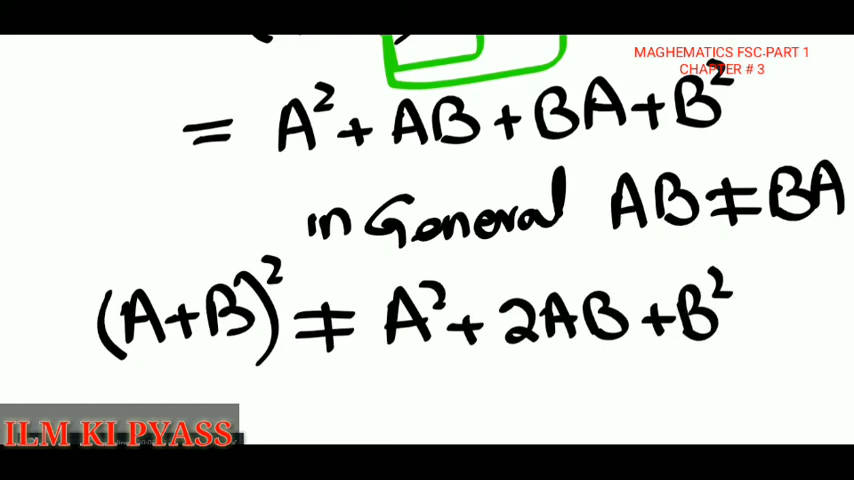 MAGHEMATICS FSC-PART 1
CHAPTER # 3
= A² + AB + BA + B²
in General AB ≠ BA
(A+B)² ≠ A² + 2AB + B²
ILM KI PYASS